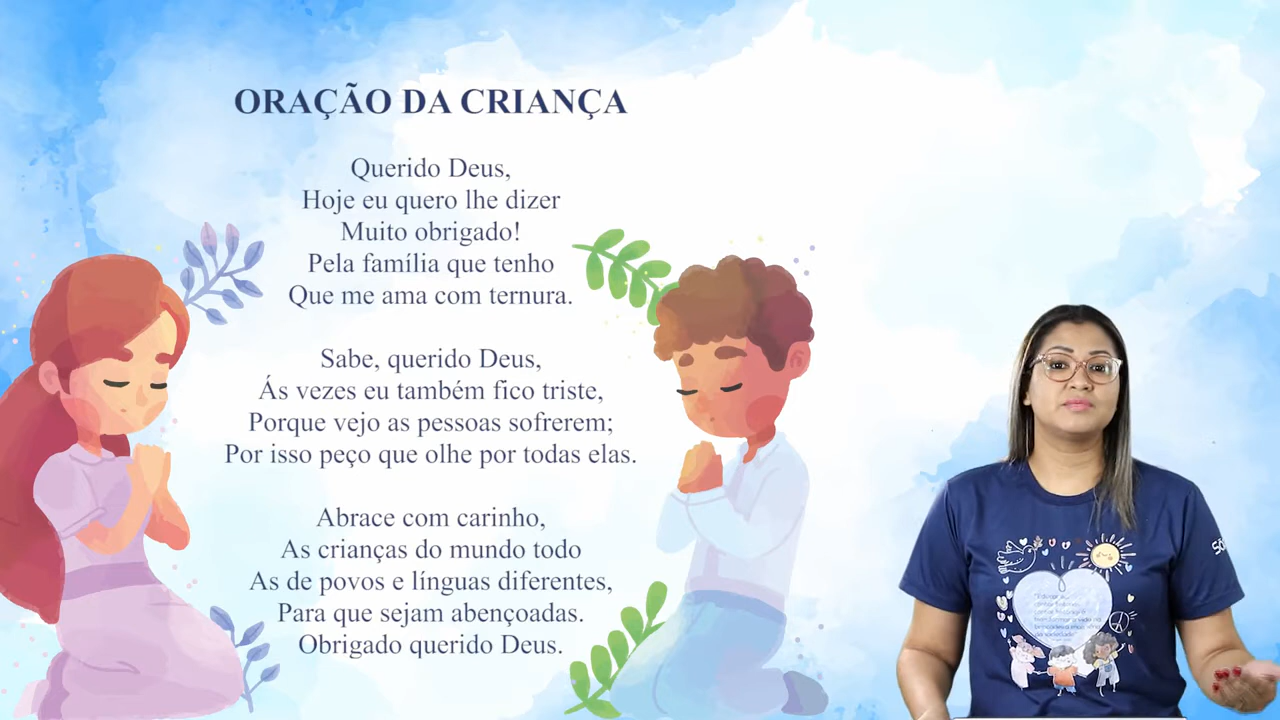 ORAÇÃO DA CRIANÇA
Querido Deus,
Hoje eu quero lhe dizer
Muito obrigado!
Pela família que tenho
Que me ama com ternura.
Sabe, querido Deus,
Ás vezes eu também fico triste,
Porque vejo as pessoas sofrerem;
Por isso peço que olhe por todas elas.
Abrace com carinho,
As crianças do mundo todo
As de povos e línguas diferentes,
Para que sejam abençoadas.
Obrigado querido Deus.